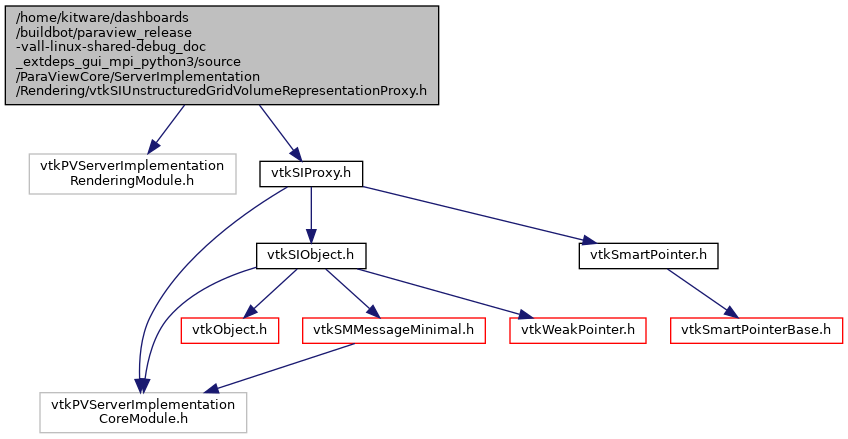 /home/kitware/dashboards
/buildbot/paraview_release
-vall-linux-shared-debug_doc
_extdeps_gui_mpi_python3/source
/ParaViewCore/ServerImplementation
/Rendering/vtkSIUnstructuredGridVolumeRepresentationProxy.h
vtkPVServerImplementation
RenderingModule.h
vtkSIProxy.h
vtkSIObject.h
vtkSmartPointer.h
vtkObject.h
vtkSMMessageMinimal.h
vtkWeakPointer.h
vtkSmartPointerBase.h
vtkPVServerImplementation
CoreModule.h